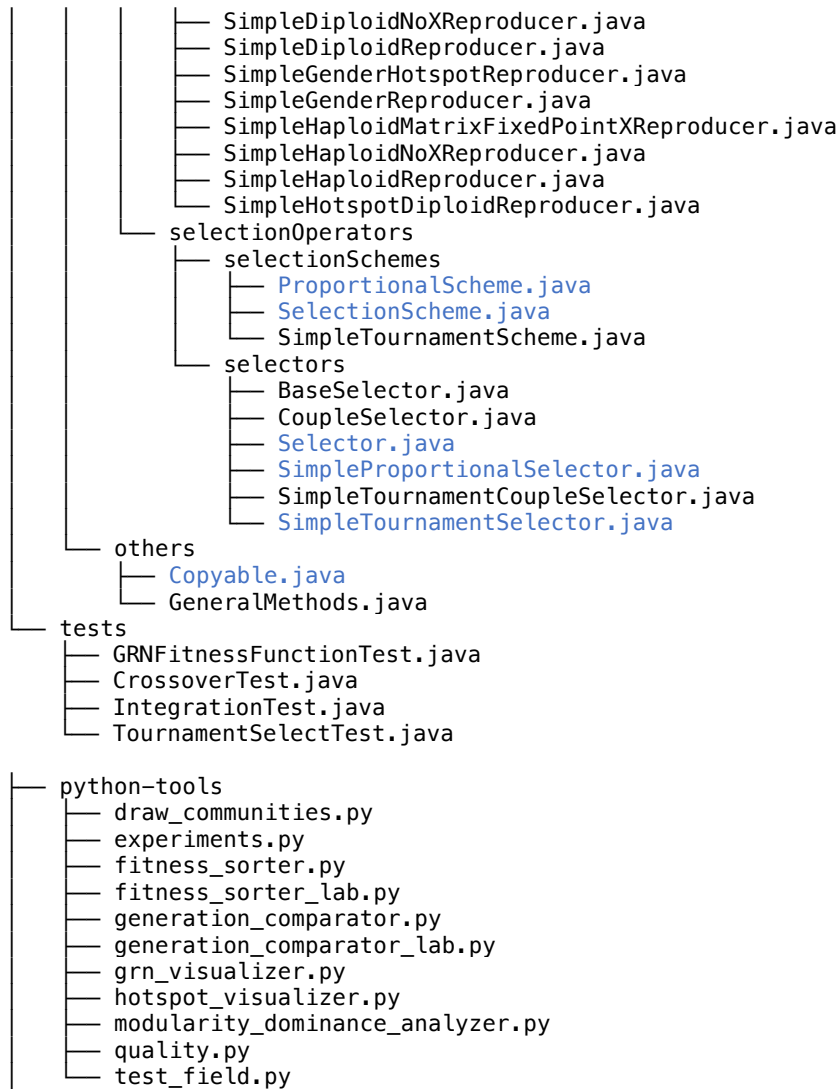 │   │   │   ├── SimpleDiploidNoXReproducer.java
│   │   │   ├── SimpleDiploidReproducer.java
│   │   │   ├── SimpleGenderHotspotReproducer.java
│   │   │   ├── SimpleGenderReproducer.java
│   │   │   ├── SimpleHaploidMatrixFixedPointXReproducer.java
│   │   │   ├── SimpleHaploidNoXReproducer.java
│   │   │   ├── SimpleHaploidReproducer.java
│   │   │   └── SimpleHotspotDiploidReproducer.java
│   │   └── selectionOperators
│   │       ├── selectionSchemes
│   │       │   ├── ProportionalScheme.java
│   │       │   ├── SelectionScheme.java
│   │       │   └── SimpleTournamentScheme.java
│   │       └── selectors
│   │           ├── BaseSelector.java
│   │           ├── CoupleSelector.java
│   │           ├── Selector.java
│   │           ├── SimpleProportionalSelector.java
│   │           ├── SimpleTournamentCoupleSelector.java
│   │           └── SimpleTournamentSelector.java
│   └── others
│       ├── Copyable.java
│       └── GeneralMethods.java
└── tests
    ├── GRNFitnessFunctionTest.java
    ├── CrossoverTest.java
    ├── IntegrationTest.java
    └── TournamentSelectTest.java
├── python-tools
│   ├── draw_communities.py
│   ├── experiments.py
│   ├── fitness_sorter.py
│   ├── fitness_sorter_lab.py
│   ├── generation_comparator.py
│   ├── generation_comparator_lab.py
│   ├── grn_visualizer.py
│   ├── hotspot_visualizer.py
│   ├── modularity_dominance_analyzer.py
│   ├── quality.py
│   └── test_field.py